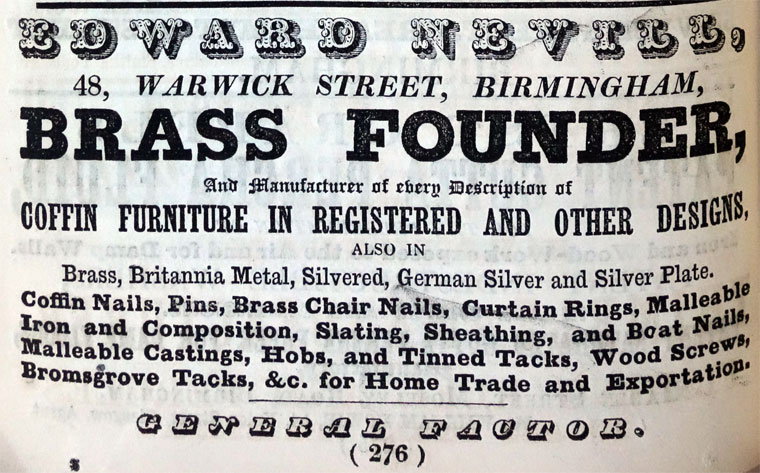 EDWARD NEVILL,
48, WARWICK STREET, BIRMINGHAM,
BRASS FOUNDER,
And Manufacturer of every Description of
COFFIN FURNITURE IN REGISTERED AND OTHER DESIGNS,
ALSO IN
Brass, Britannia Metal, Silvered, German Silver and Silver Plate.
Coffin Nails, Pins, Brass Chair Nails, Curtain Rings, Malleable
Iron and Composition, Slating, Sheathing, and Boat Nails,
Malleable Castings, Hobs, and Tinned Tacks, Wood Screws,
Bromsgrove Tacks, &c. for Home Trade and Exportation.
GENERAL FACTOR.
( 276 )